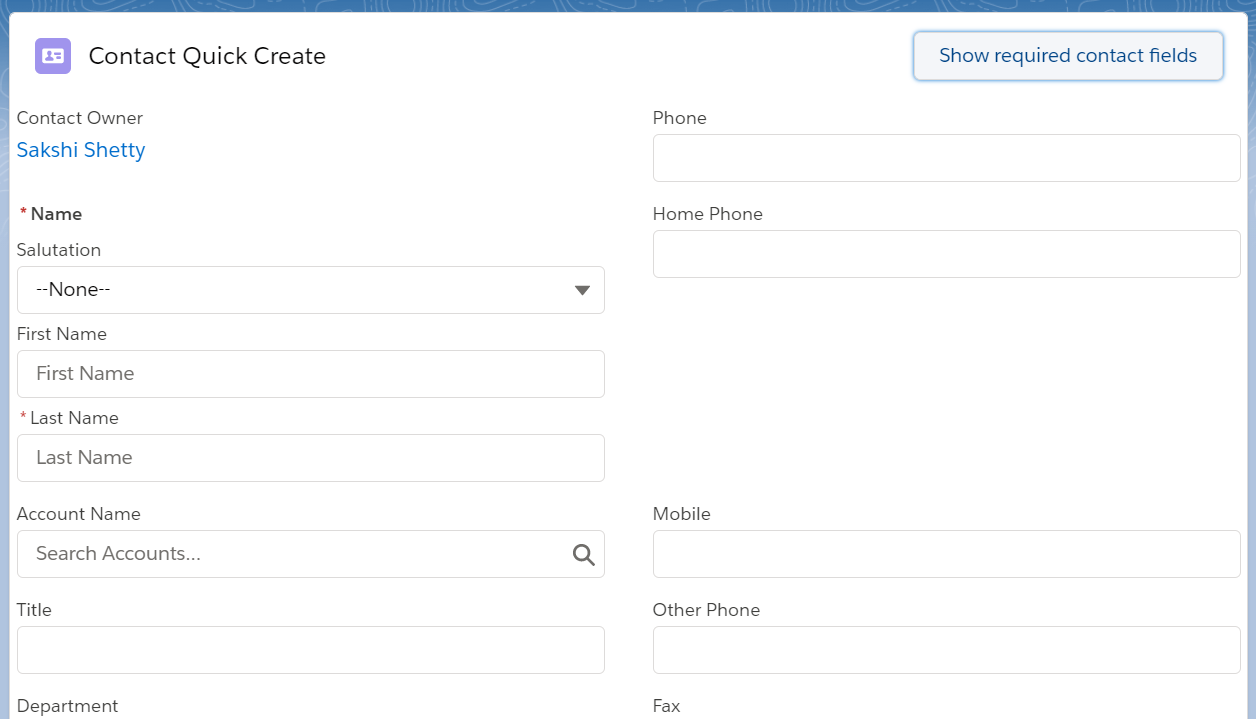 Contact Quick Create
Show required contact fields
Contact Owner
Sakshi Shetty
Phone
* Name
Home Phone
Salutation
--None--
First Name
First Name
* Last Name
Last Name
Account Name
Search Accounts...
Mobile
Title
Other Phone
Department
Fax